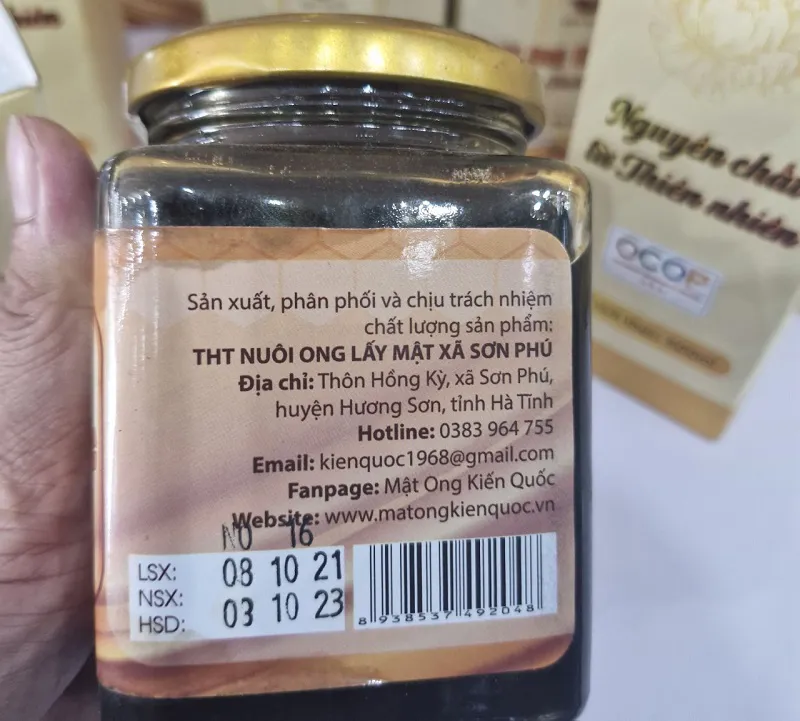 Sản xuất, phân phối và chịu trách nhiệm
chất lượng sản phẩm:
THT NUÔI ONG LẤY MẬT XÃ SƠN PHÚ
Địa chỉ: Thôn Hồng Kỳ, xã Sơn Phú,
huyện Hương Sơn, tỉnh Hà Tĩnh
Hotline: 0383 964 755
Email: kienquoc1968@gmail.com
Fanpage: Mật Ong Kiến Quốc
Website: www.matongkienquoc.vn
NO 16
LSX: 08 10 21
NSX: 03 10 23
HSD:
8 938537 492048
Nguyên chất
từ Thiên nhiên
OCOP